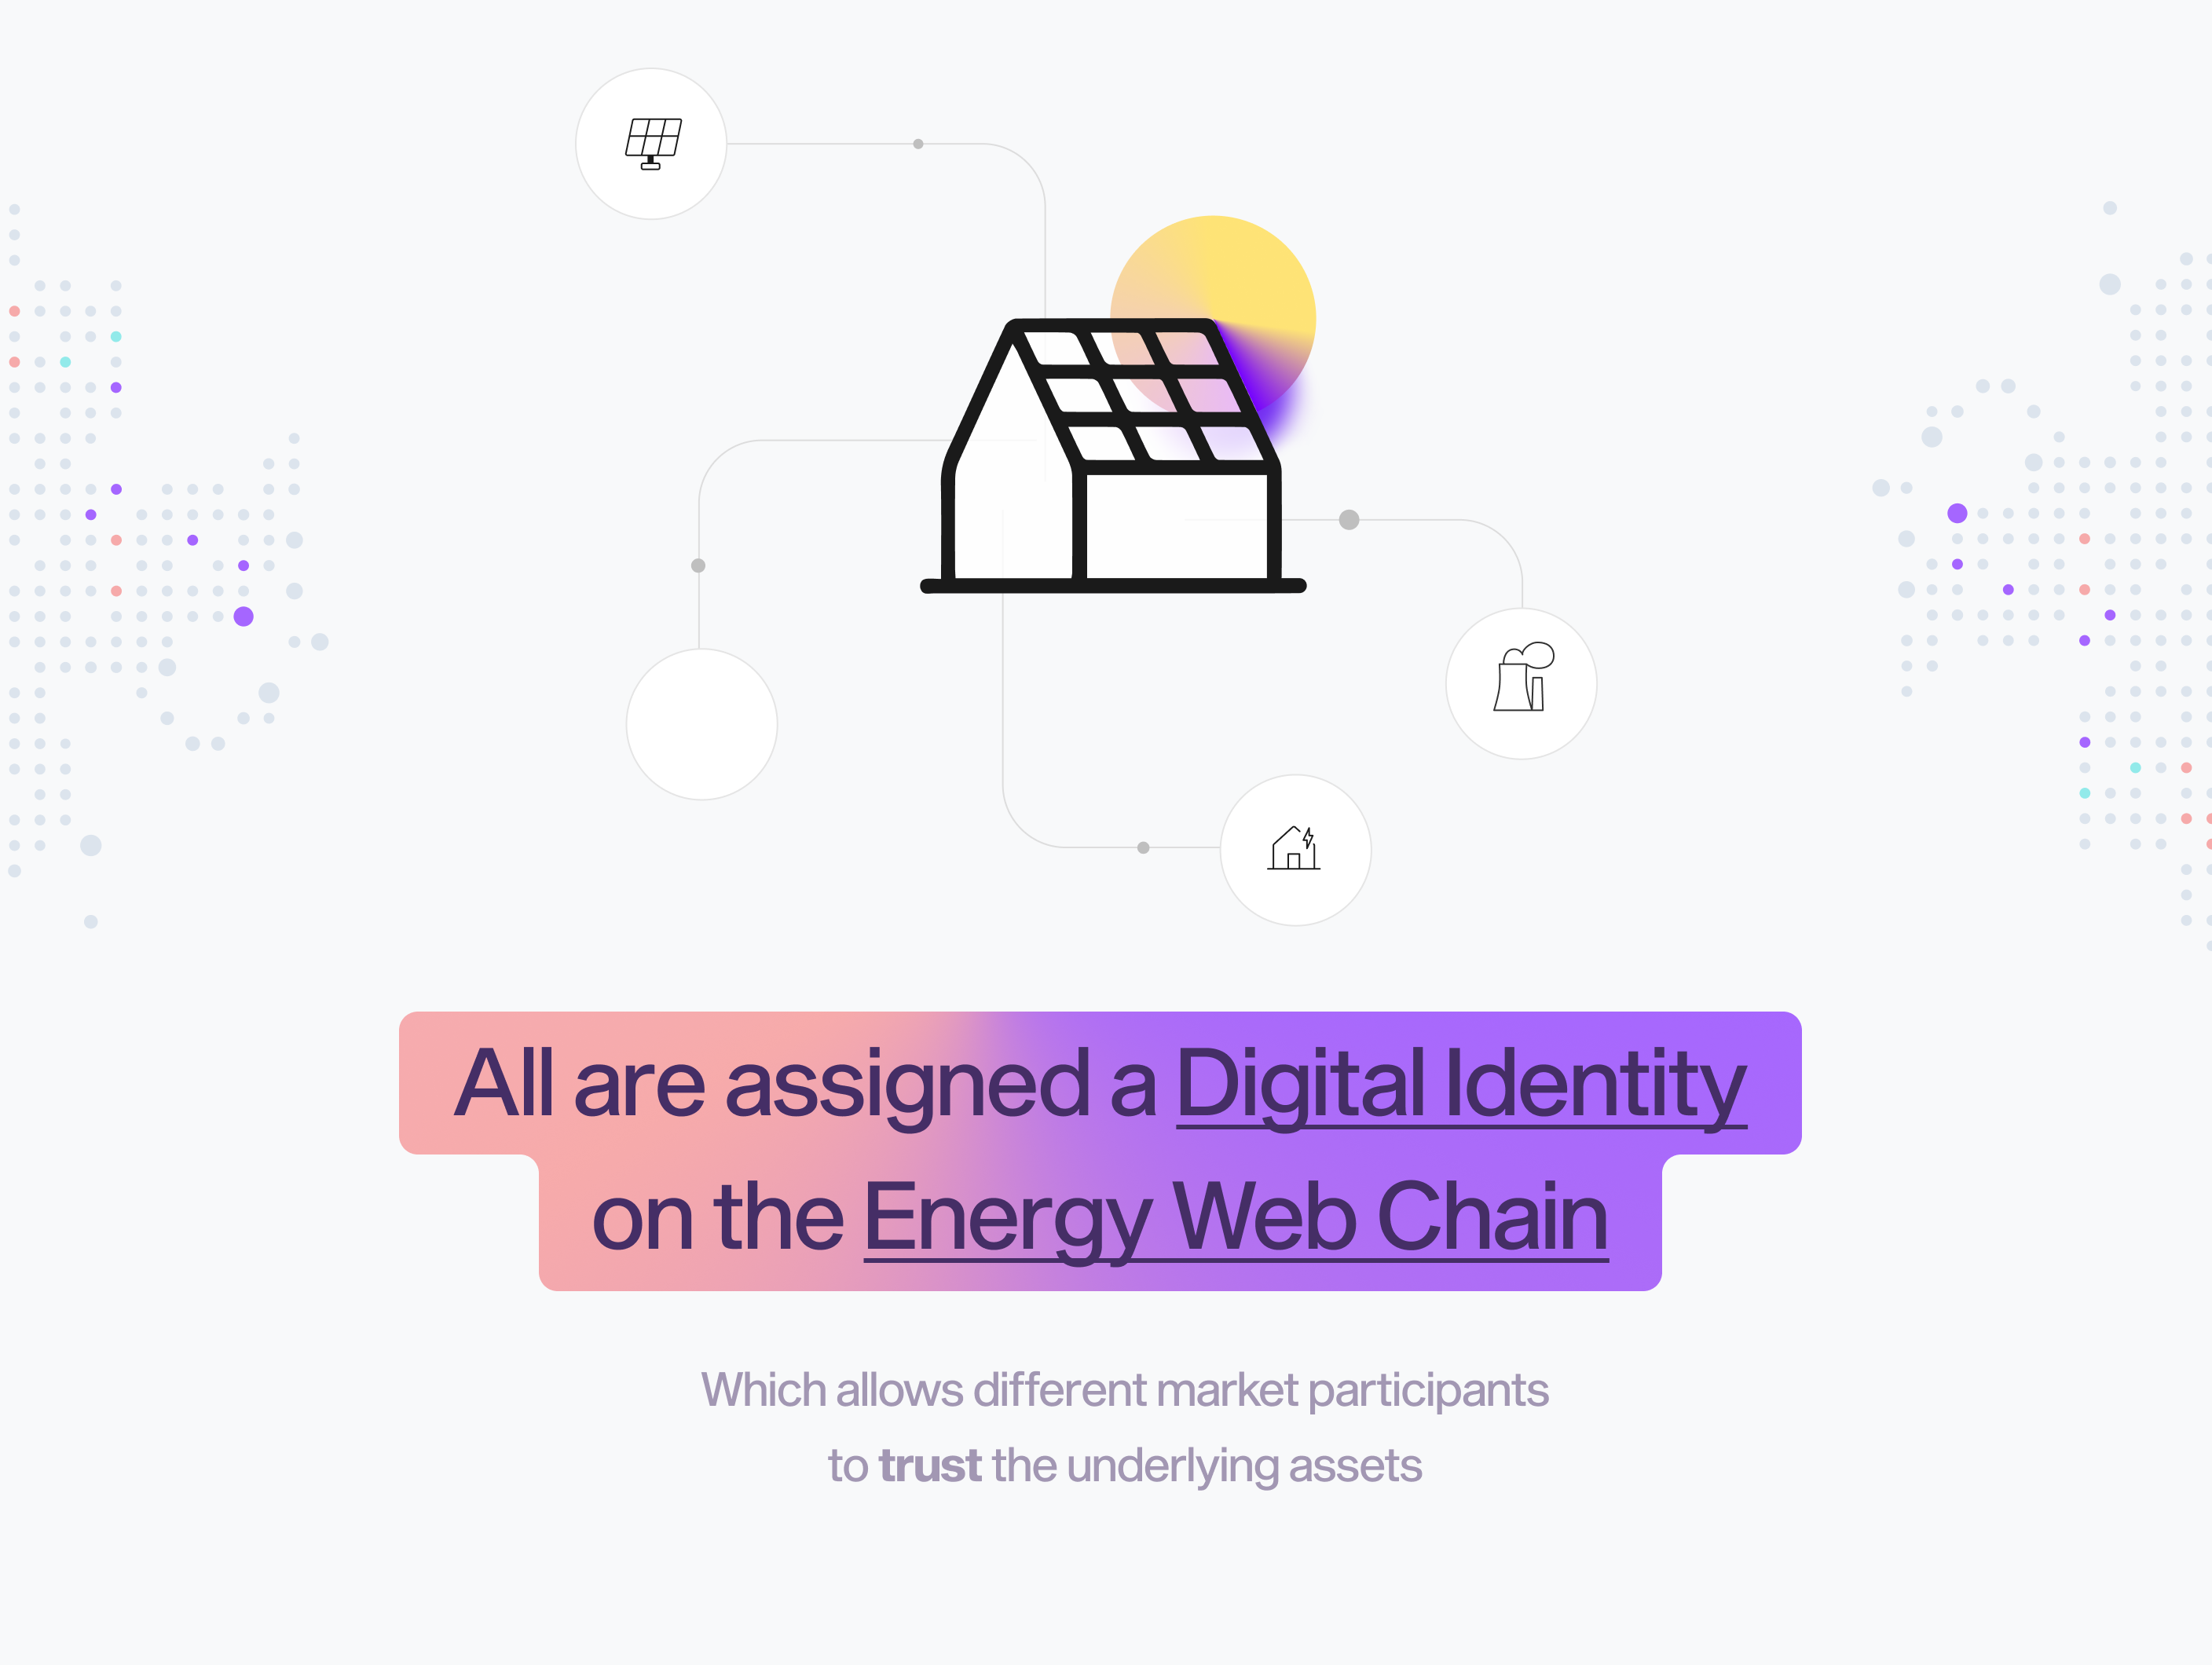 All are assigned a Digital Identity
on the Energy Web Chain
Which allows different market participants
to trust the underlying assets